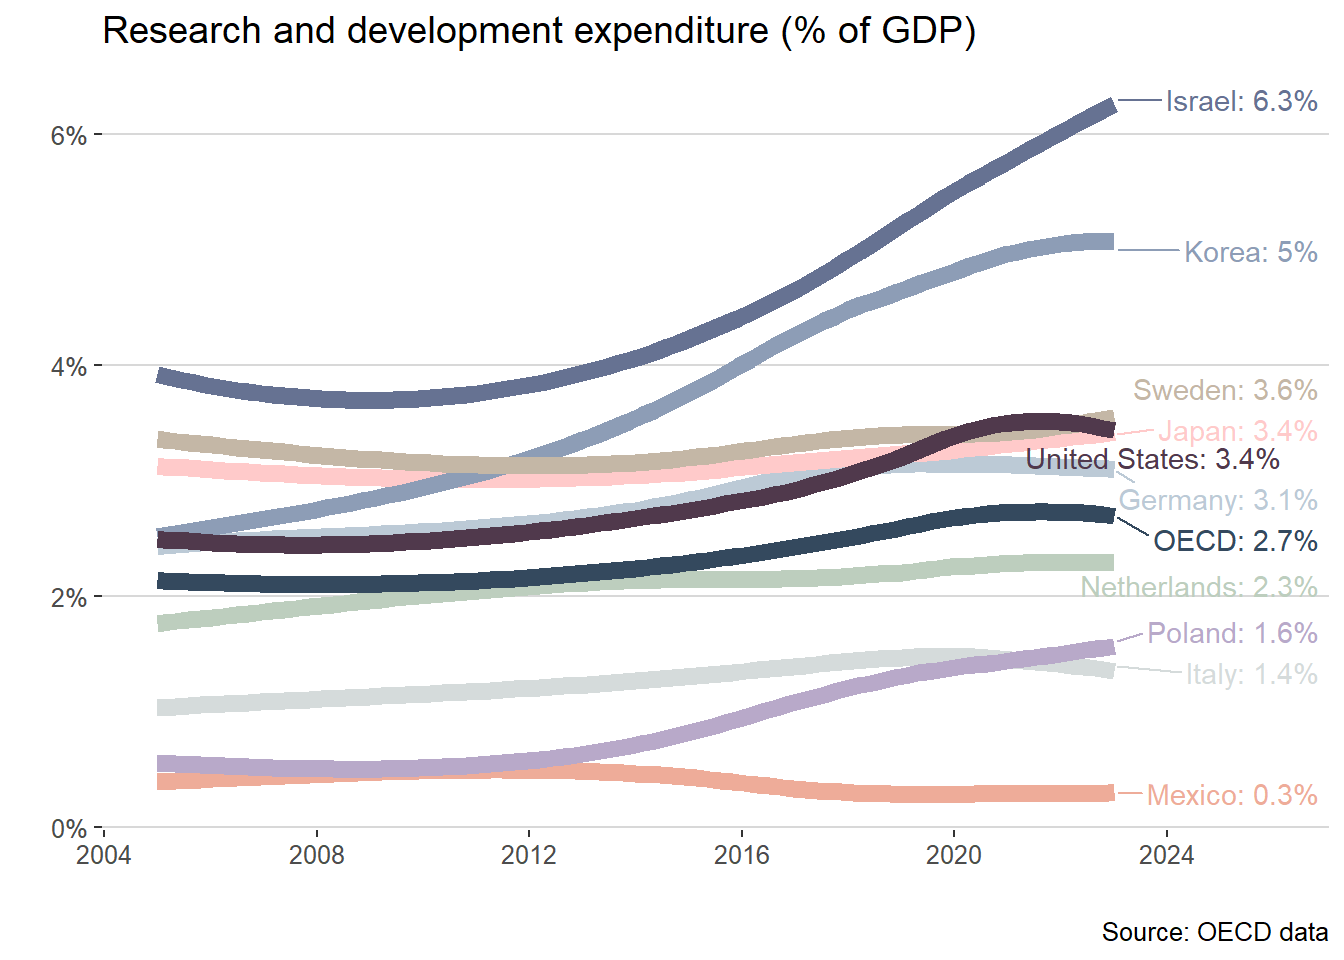 Research and development expenditure (% of GDP)
Israel: 6.3%
6%
Korea: 5%
4%
Sweden: 3.6%
Japan: 3.4%
United States: 3.4%
Germany: 3.1%
OECD: 2.7%
Netherlands: 2.3%
2%
Poland: 1.6%
Italy: 1.4%
Mexico: 0.3%
0%
2004 2008 2012 2016 2020 2024
Source: OECD data